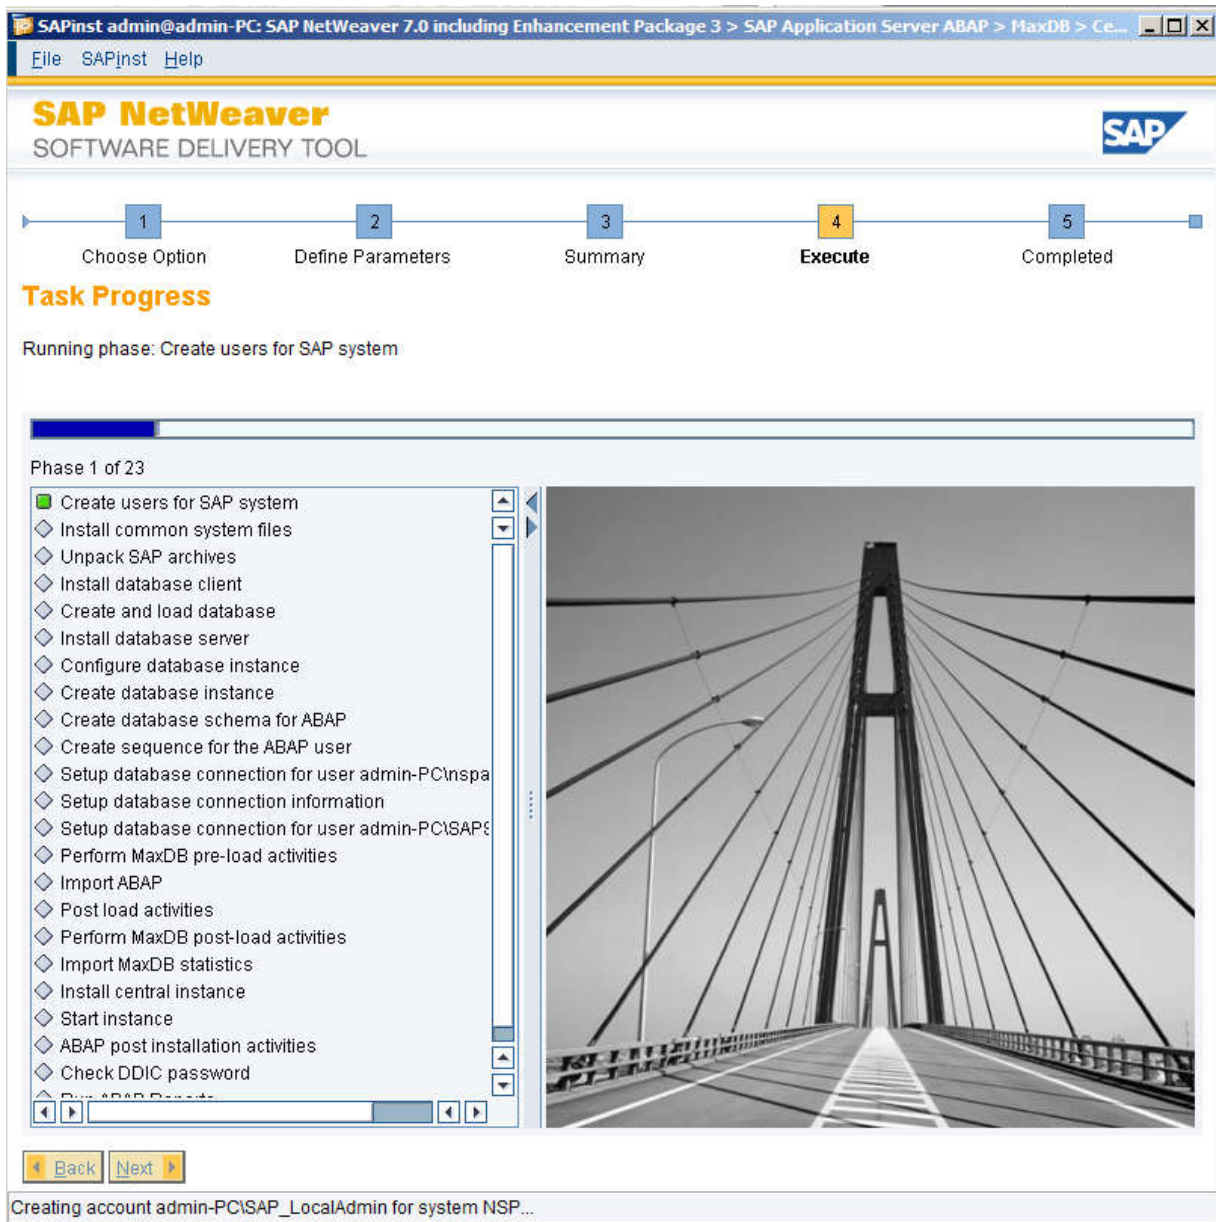 SAPinst admin@admin-PC: SAP NetWeaver 7.0 including Enhancement Package 3 > SAP Application Server ABAP > MaxDB > Ce...
File SAPinst Help
SAP NetWeaver
SOFTWARE DELIVERY TOOL
SAP
1 2 3 4 5
Choose Option Define Parameters Summary Execute Completed
Task Progress
Running phase: Create users for SAP system
Phase 1 of 23
Create users for SAP system
Install common system files
Unpack SAP archives
Install database client
Create and load database
Install database server
Configure database instance
Create database instance
Create database schema for ABAP
Create sequence for the ABAP user
Setup database connection for user admin-PC\nspa
Setup database connection information
Setup database connection for user admin-PC\SAPS
Perform MaxDB pre-load activities
Import ABAP
Post load activities
Perform MaxDB post-load activities
Import MaxDB statistics
Install central instance
Start instance
ABAP post installation activities
Check DDIC password
Run ABAP Reports
Back Next
Creating account admin-PC\SAP_LocalAdmin for system NSP...